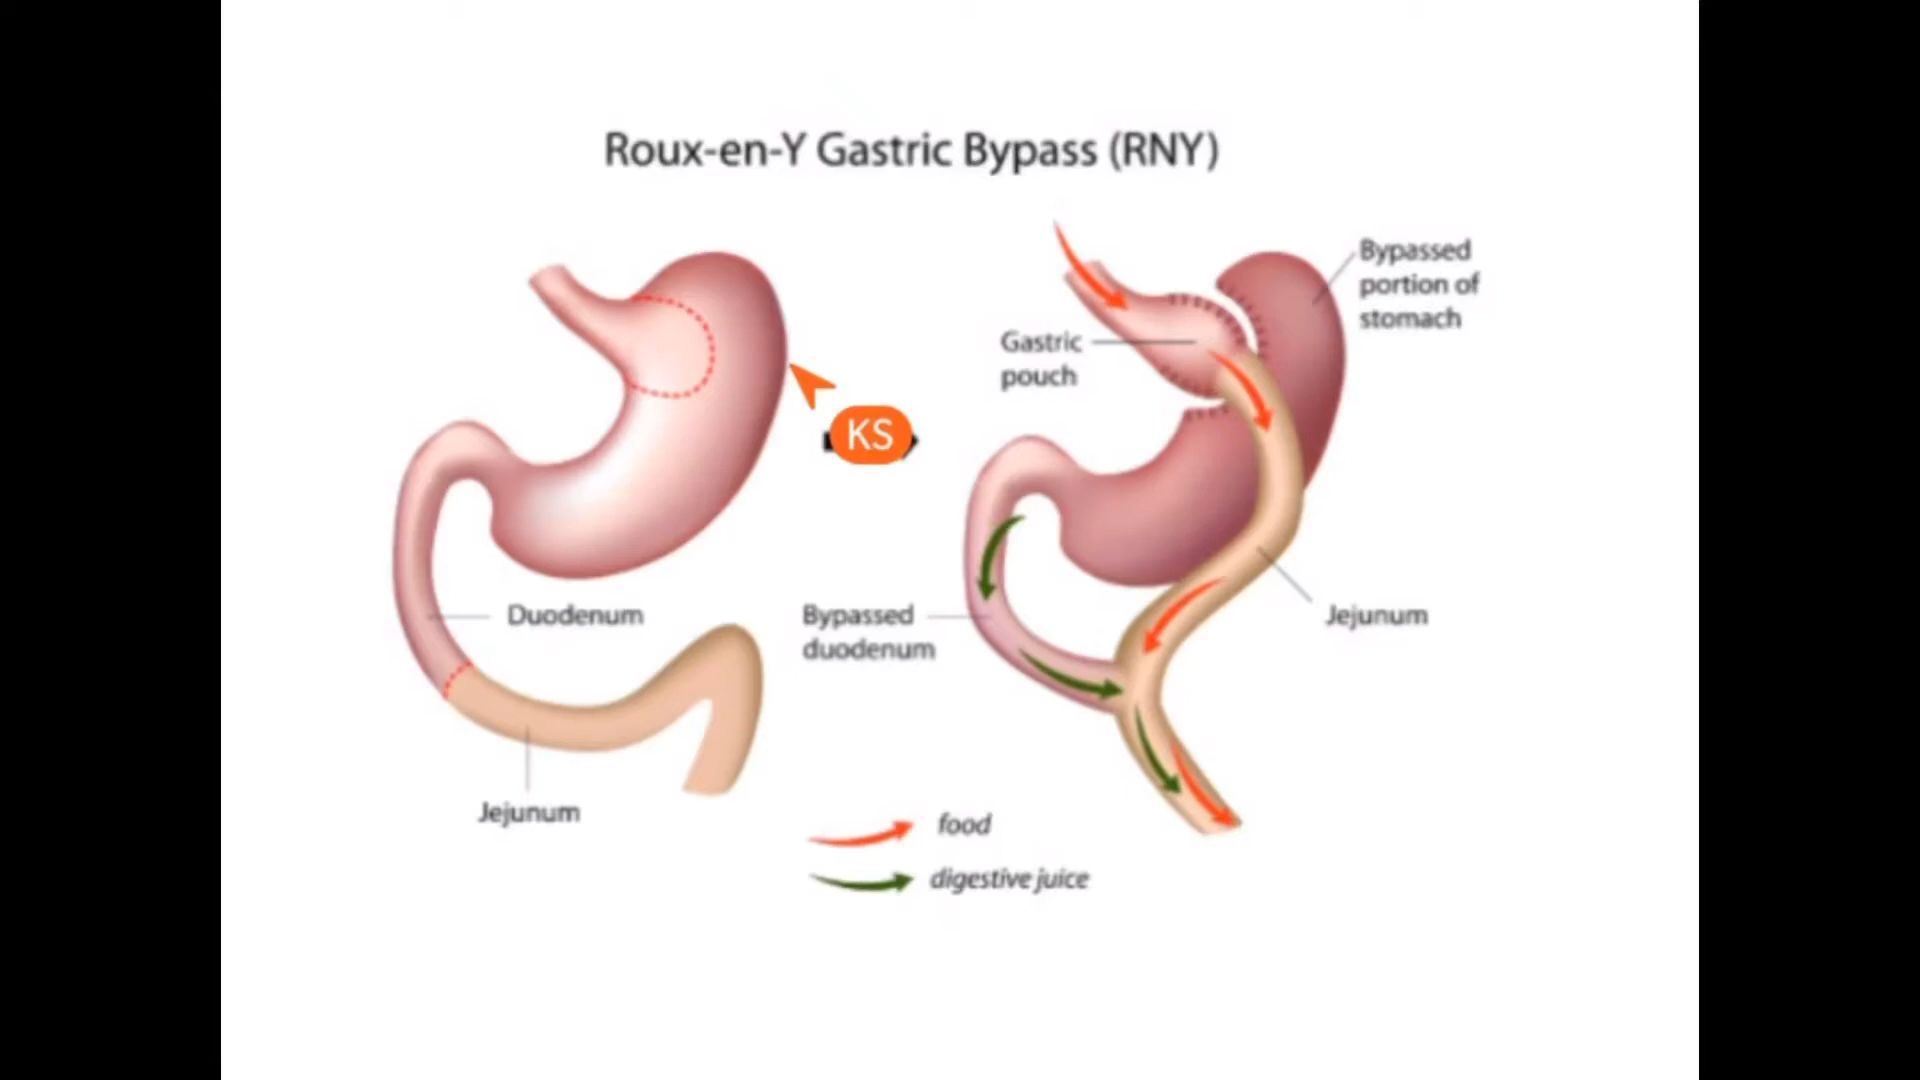 Roux-en-Y Gastric Bypass (RNY)
Bypassed
portion of
stomach
Gastric
pouch
KS
Duodenum
Bypassed
duodenum
Jejunum
Jejunum
food
digestive juice